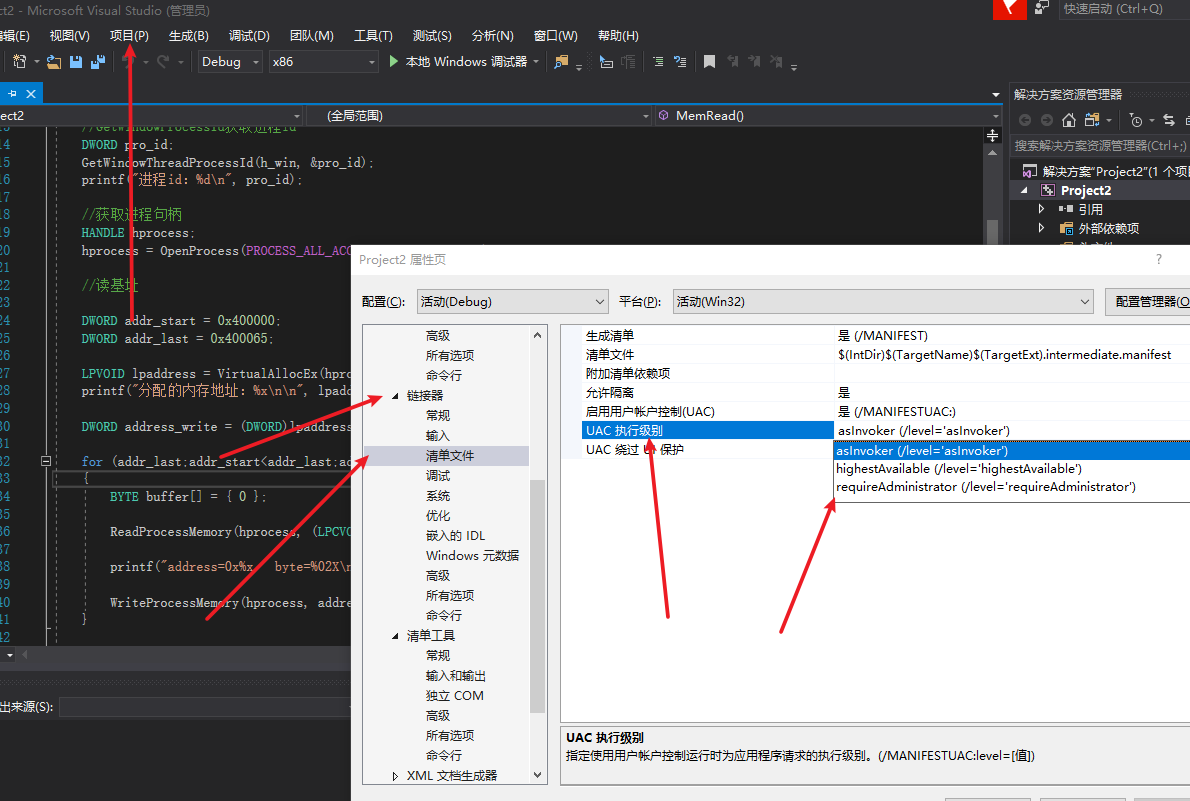 ct2 - Microsoft Visual Studio (管理员)
快速启动 (Ctrl+Q)
编辑(E) 视图(V) 项目(P) 生成(B) 调试(D) 团队(M) 工具(T) 测试(S) 分析(N) 窗口(W) 帮助(H)
Debug x86 本地 Windows 调试器
ect2 (全局范围) MemRead()
解决方案资源管理器
搜索解决方案资源管理器(Ctrl+;)
解决方案"Project2"(1 个项目
Project2
引用
外部依赖项
//GetWindowProcessId获取进程id
14 DWORD pro_id;
15 GetWindowThreadProcessId(h_win, &pro_id);
16 printf("进程id：%d\n", pro_id);
17
18 //获取进程句柄
19 HANDLE hprocess;
20 hprocess = OpenProcess(PROCESS_ALL_ACC
21
22 //读基址
23
24 DWORD addr_start = 0x400000;
25 DWORD addr_last = 0x400065;
26
27 LPVOID lpaddress = VirtualAllocEx(hpro
28 printf("分配的内存地址：%x\n\n", lpadd
29
30 DWORD address_write = (DWORD)lpaddress
31
32 for (addr_last;addr_start<addr_last;ad
33 {
34 BYTE buffer[] = { 0 };
35
36 ReadProcessMemory(hprocess, (LPCVO
37
38 printf("address=0x%x, byte=%02X\n
39
40 WriteProcessMemory(hprocess, addre
41 }
42
出来源(S):
Project2 属性页
?
配置(C): 活动(Debug) 平台(P): 活动(Win32) 配置管理器(O
高级
所有选项
命令行
链接器
常规
输入
清单文件
调试
系统
优化
嵌入的 IDL
Windows 元数据
高级
所有选项
命令行
清单工具
常规
输入和输出
独立 COM
高级
所有选项
命令行
XML 文档生成器
生成清单 是 (/MANIFEST)
清单文件 $(IntDir)$(TargetName)$(TargetExt).intermediate.manifest
附加清单依赖项
允许隔离 是
启用用户帐户控制(UAC) 是 (/MANIFESTUAC:)
UAC 执行级别 asInvoker (/level='asInvoker')
UAC 绕过 UI 保护
asInvoker (/level='asInvoker')
highestAvailable (/level='highestAvailable')
requireAdministrator (/level='requireAdministrator')
UAC 执行级别
指定使用用户帐户控制运行时为应用程序请求的执行级别。(/MANIFESTUAC:level=[值])